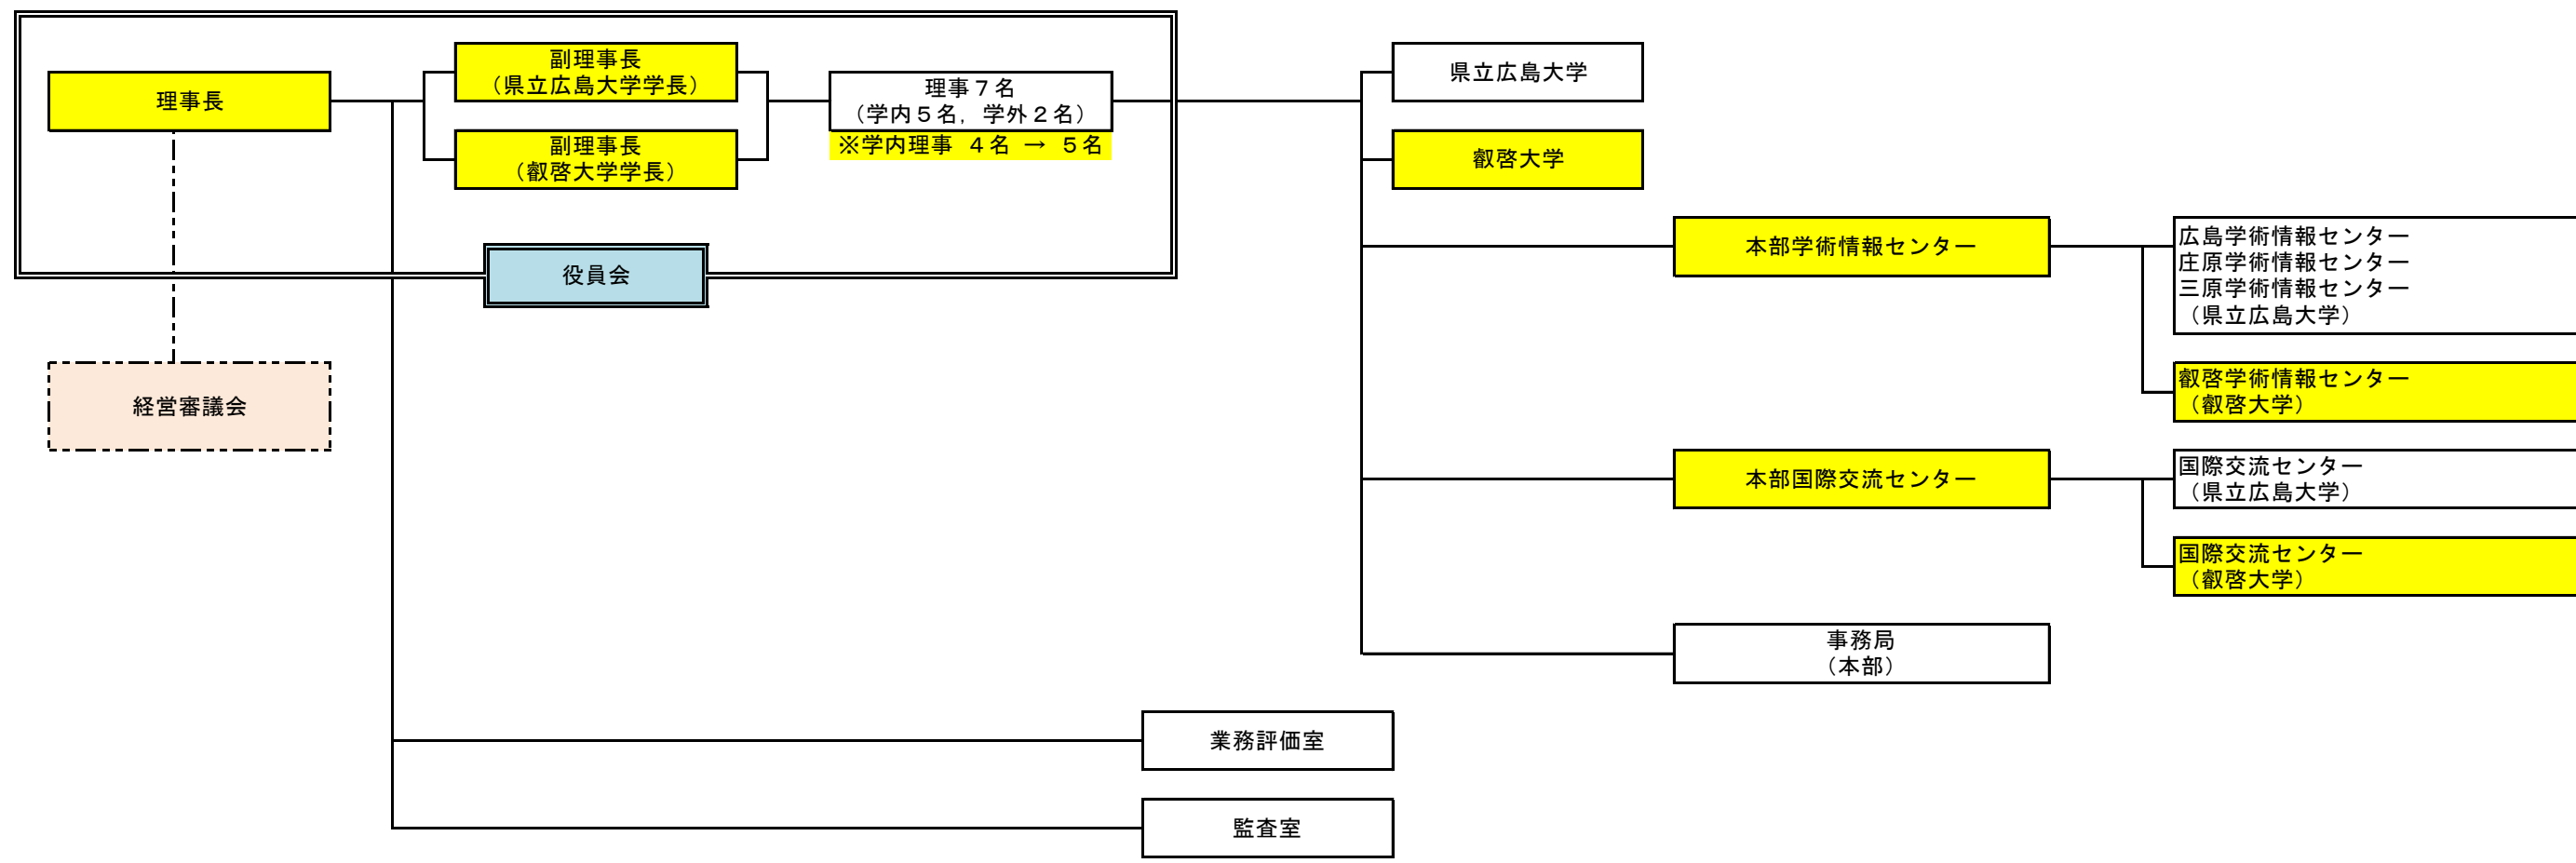 理事長
副理事長
（県立広島大学学長）
副理事長
（叡啓大学学長）
理事７名
（学内５名，学外２名）
※学内理事 ４名 → ５名
役員会
経営審議会
県立広島大学
叡啓大学
本部学術情報センター
広島学術情報センター
庄原学術情報センター
三原学術情報センター
（県立広島大学）
叡啓学術情報センター
（叡啓大学）
本部国際交流センター
国際交流センター
（県立広島大学）
国際交流センター
（叡啓大学）
事務局
（本部）
業務評価室
監査室